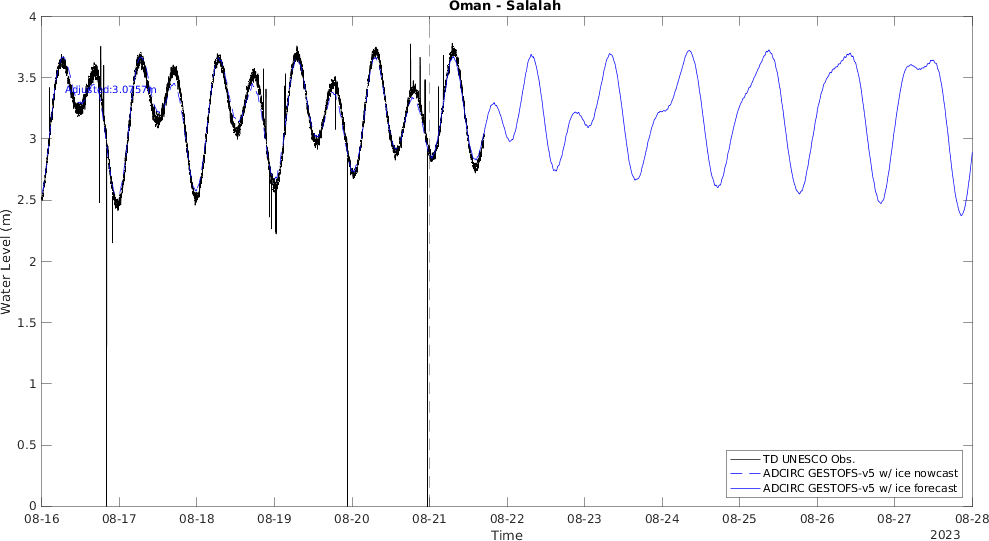 Oman - Salalah
4
3.5
3
2.5
2
1.5
1
0.5
0
Water Level (m)
Adjusted:3.0757m
TD UNESCO Obs.
ADCIRC GESTOFS-v5 w/ ice nowcast
ADCIRC GESTOFS-v5 w/ ice forecast
08-16 08-17 08-18 08-19 08-20 08-21 08-22 08-23 08-24 08-25 08-26 08-27 08-28
Time
2023